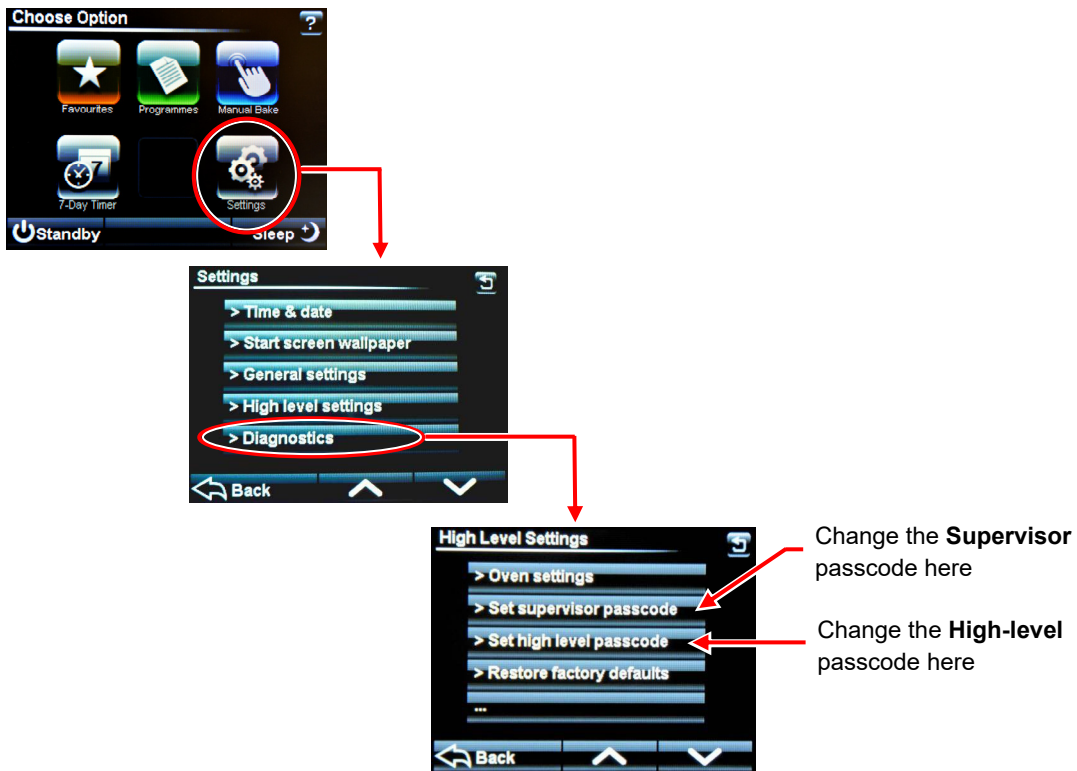 Choose Option
?
Favourites
Programmes
Manual Bake
7
7-Day Timer
Settings
Standby
Sleep
Settings
> Time & date
> Start screen wallpaper
> General settings
> High level settings
> Diagnostics
Back
High Level Settings
> Oven settings
> Set supervisor passcode
> Set high level passcode
> Restore factory defaults
...
Back
Change the Supervisor
passcode here
Change the High-level
passcode here